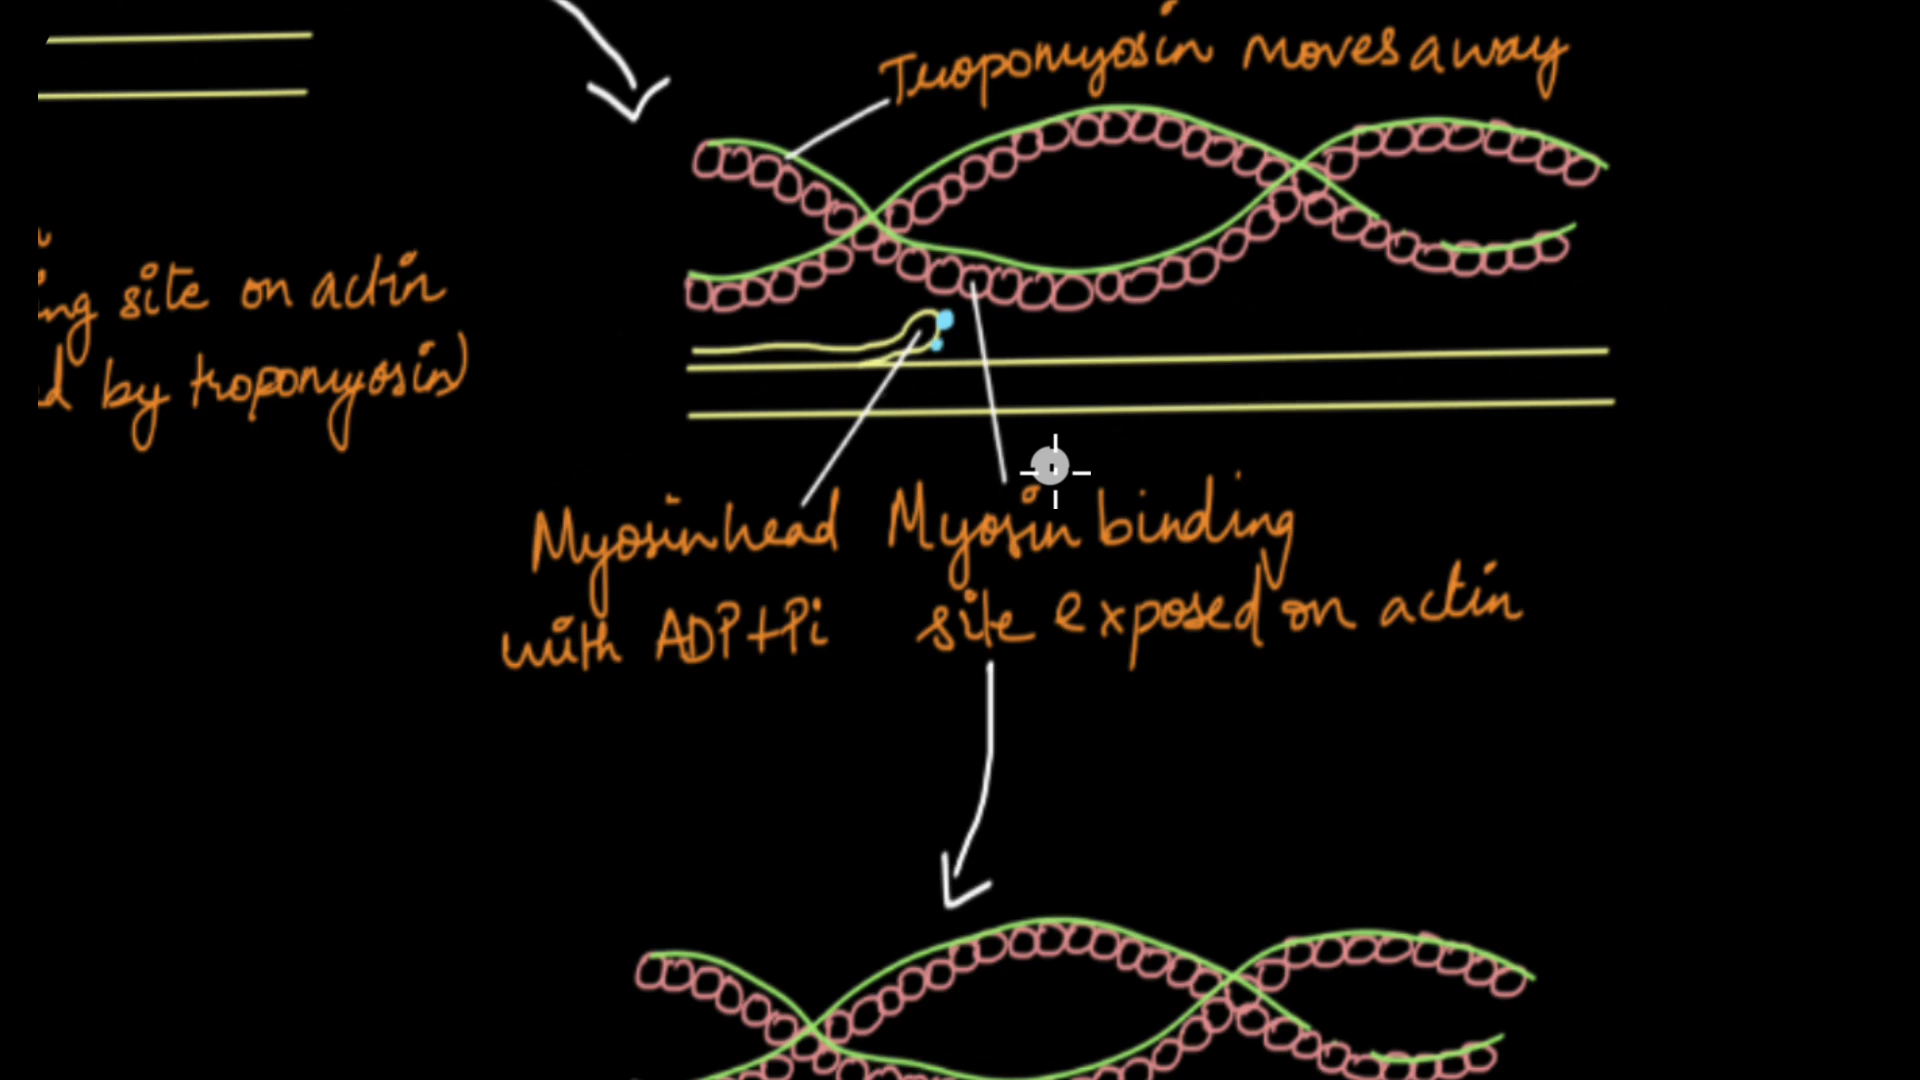 Tropomyosin moves away
ing site on actin
d by tropomyosin)
Myosin head
with ADP+Pi
Myosin binding
site exposed on actin